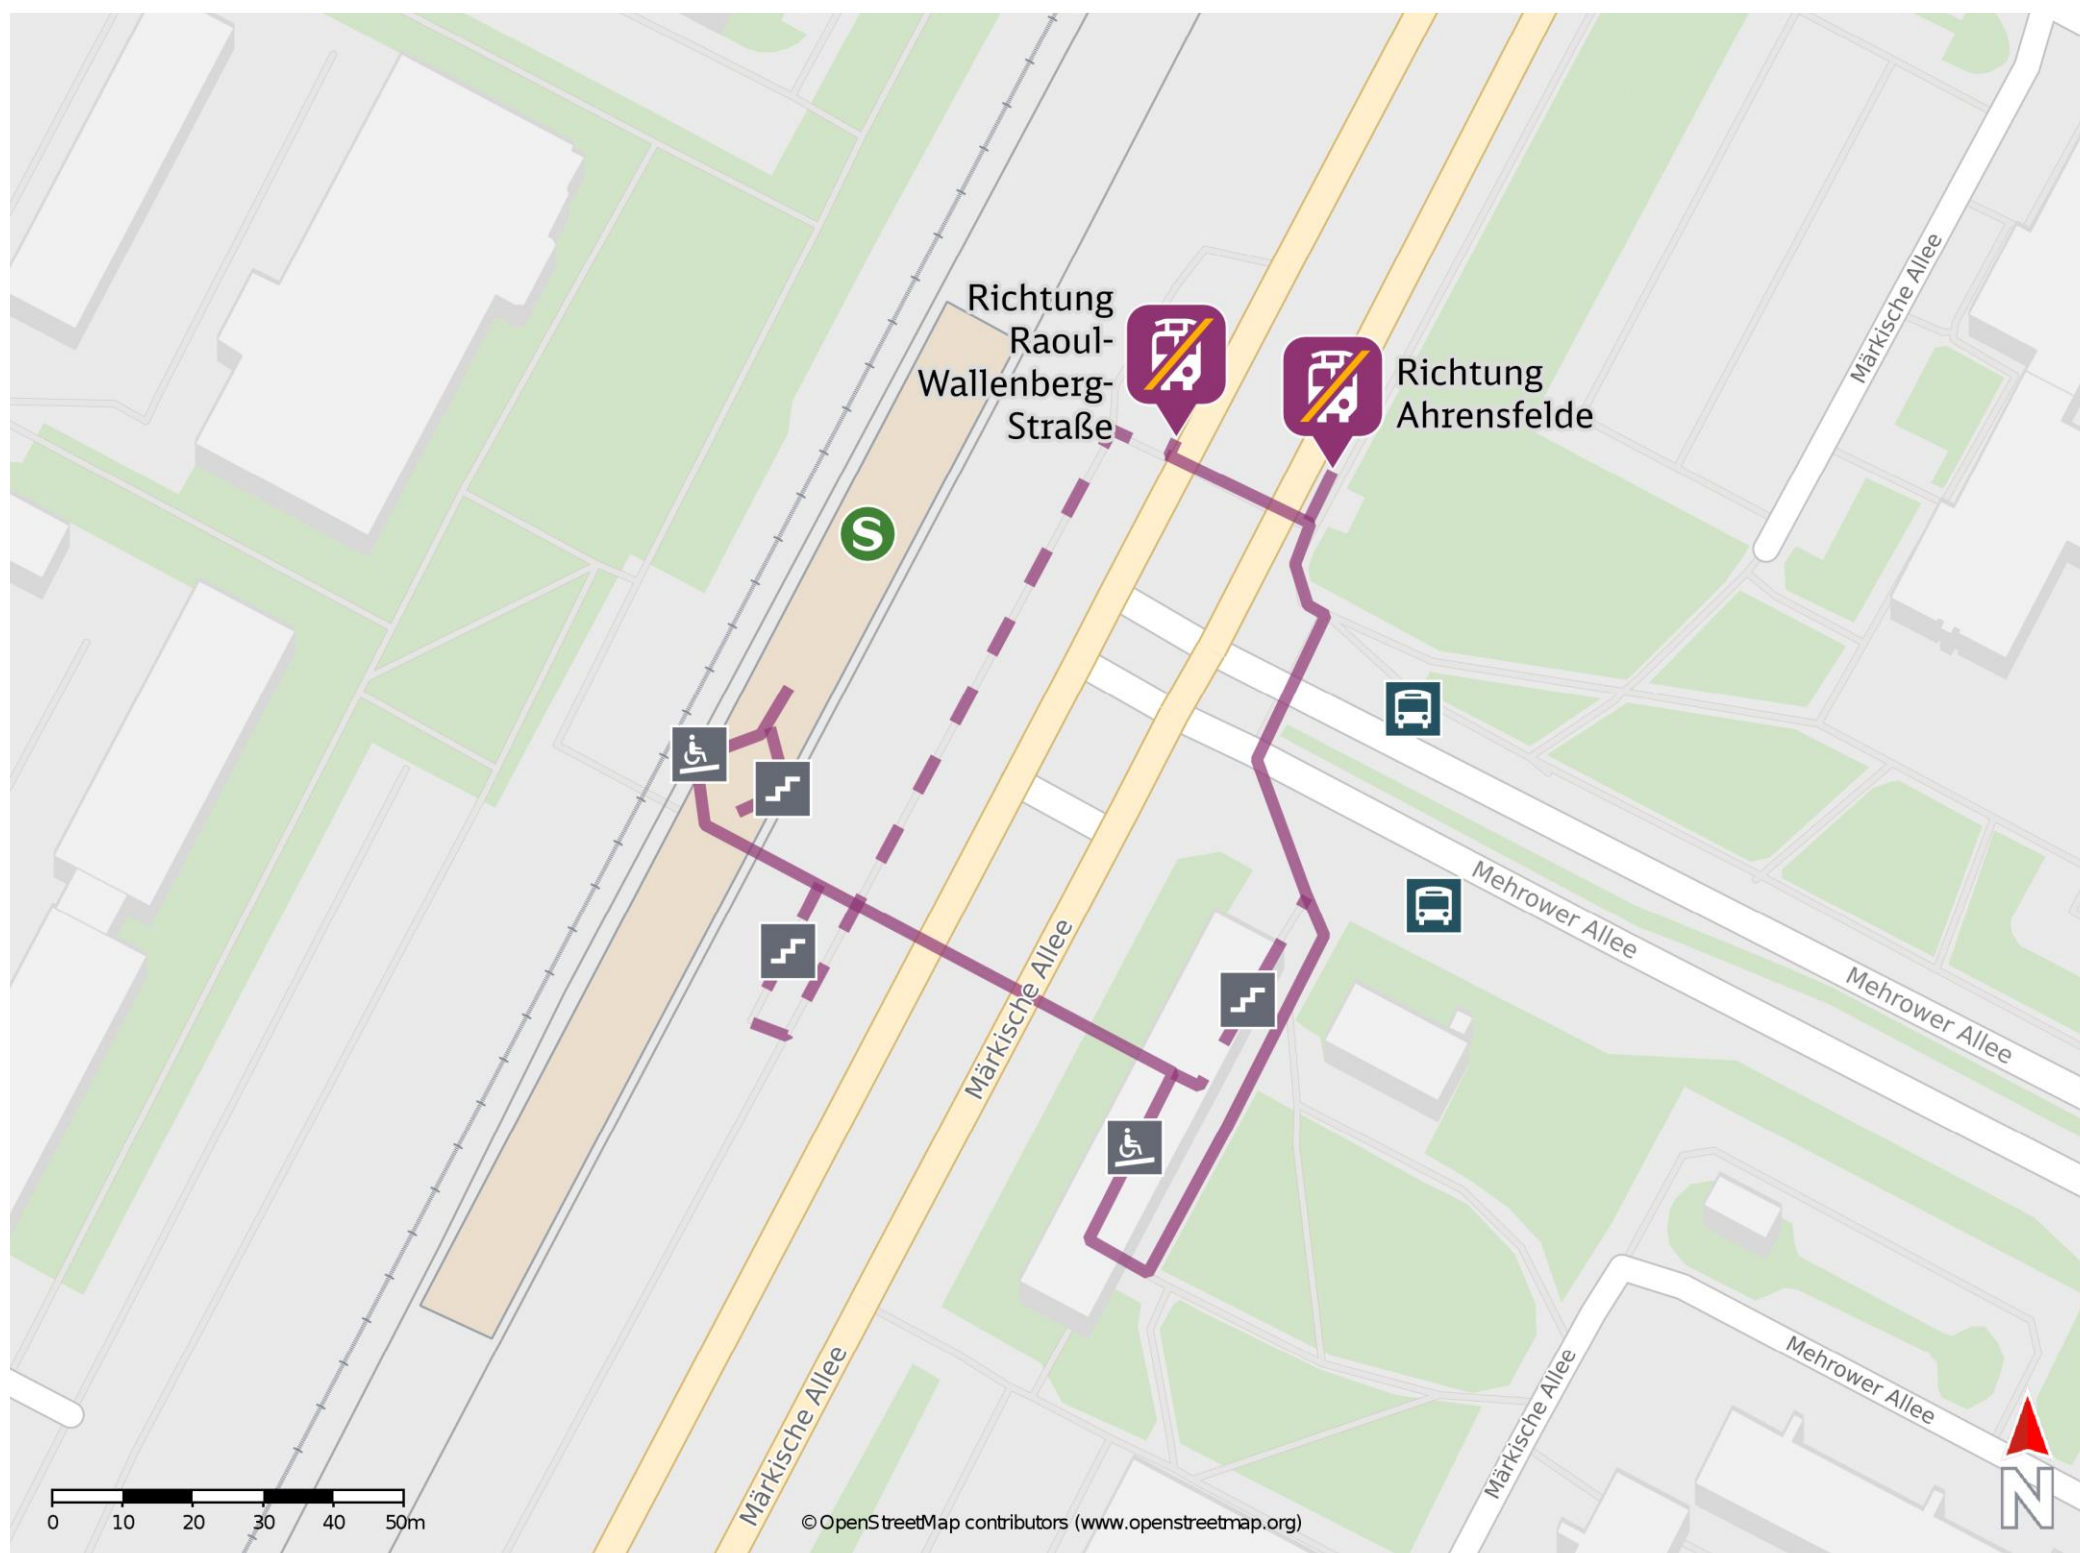 Märkische Allee
Richtung
Raoul-
Wallenberg-
Straße
Richtung
Ahrensfelde
S
Mehrower Allee
Mehrower Allee
Märkische Allee
Märkische Allee
Märkische Allee
Mehrower Allee
0 10 20 30 40 50m
© OpenStreetMap contributors (www.openstreetmap.org)
N